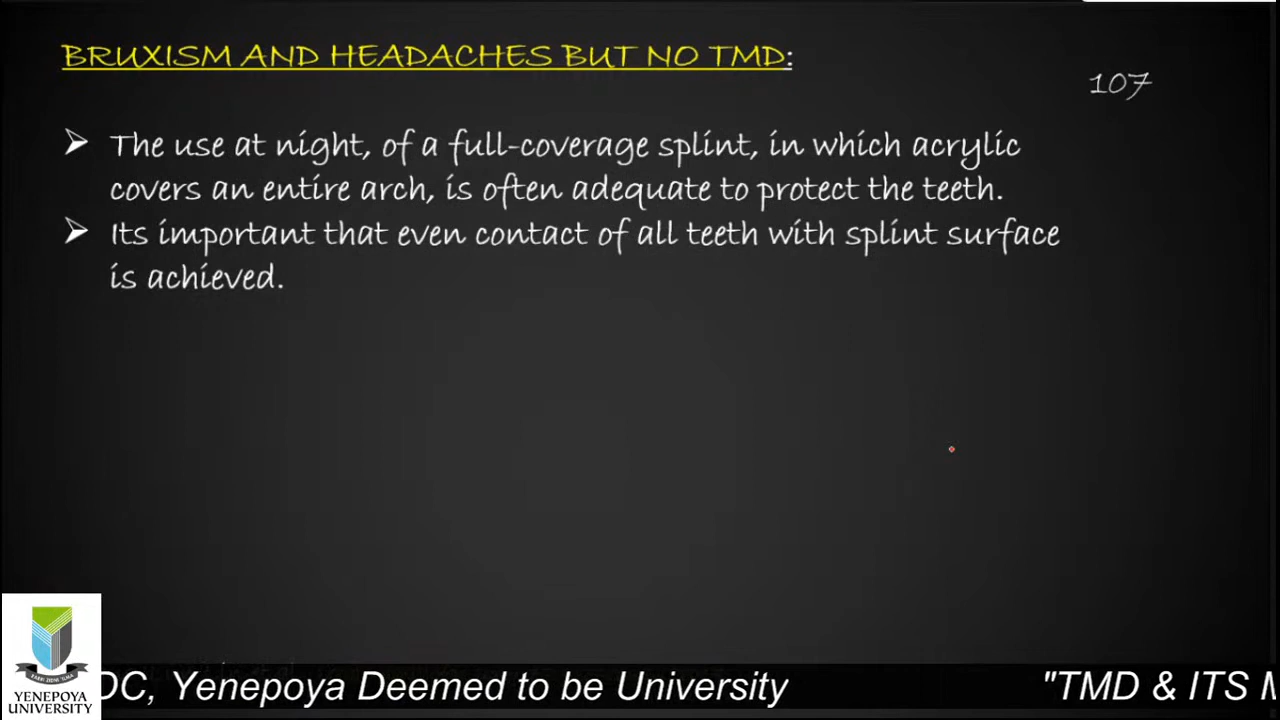 BRUXISM AND HEADACHES BUT NO TMD:
107
➢ The use at night, of a full-coverage splint, in which acrylic
covers an entire arch, is often adequate to protect the teeth.
➢ Its important that even contact of all teeth with splint surface
is achieved.
YENEPOYA
UNIVERSITY
DC, Yenepoya Deemed to be University "TMD & ITS M